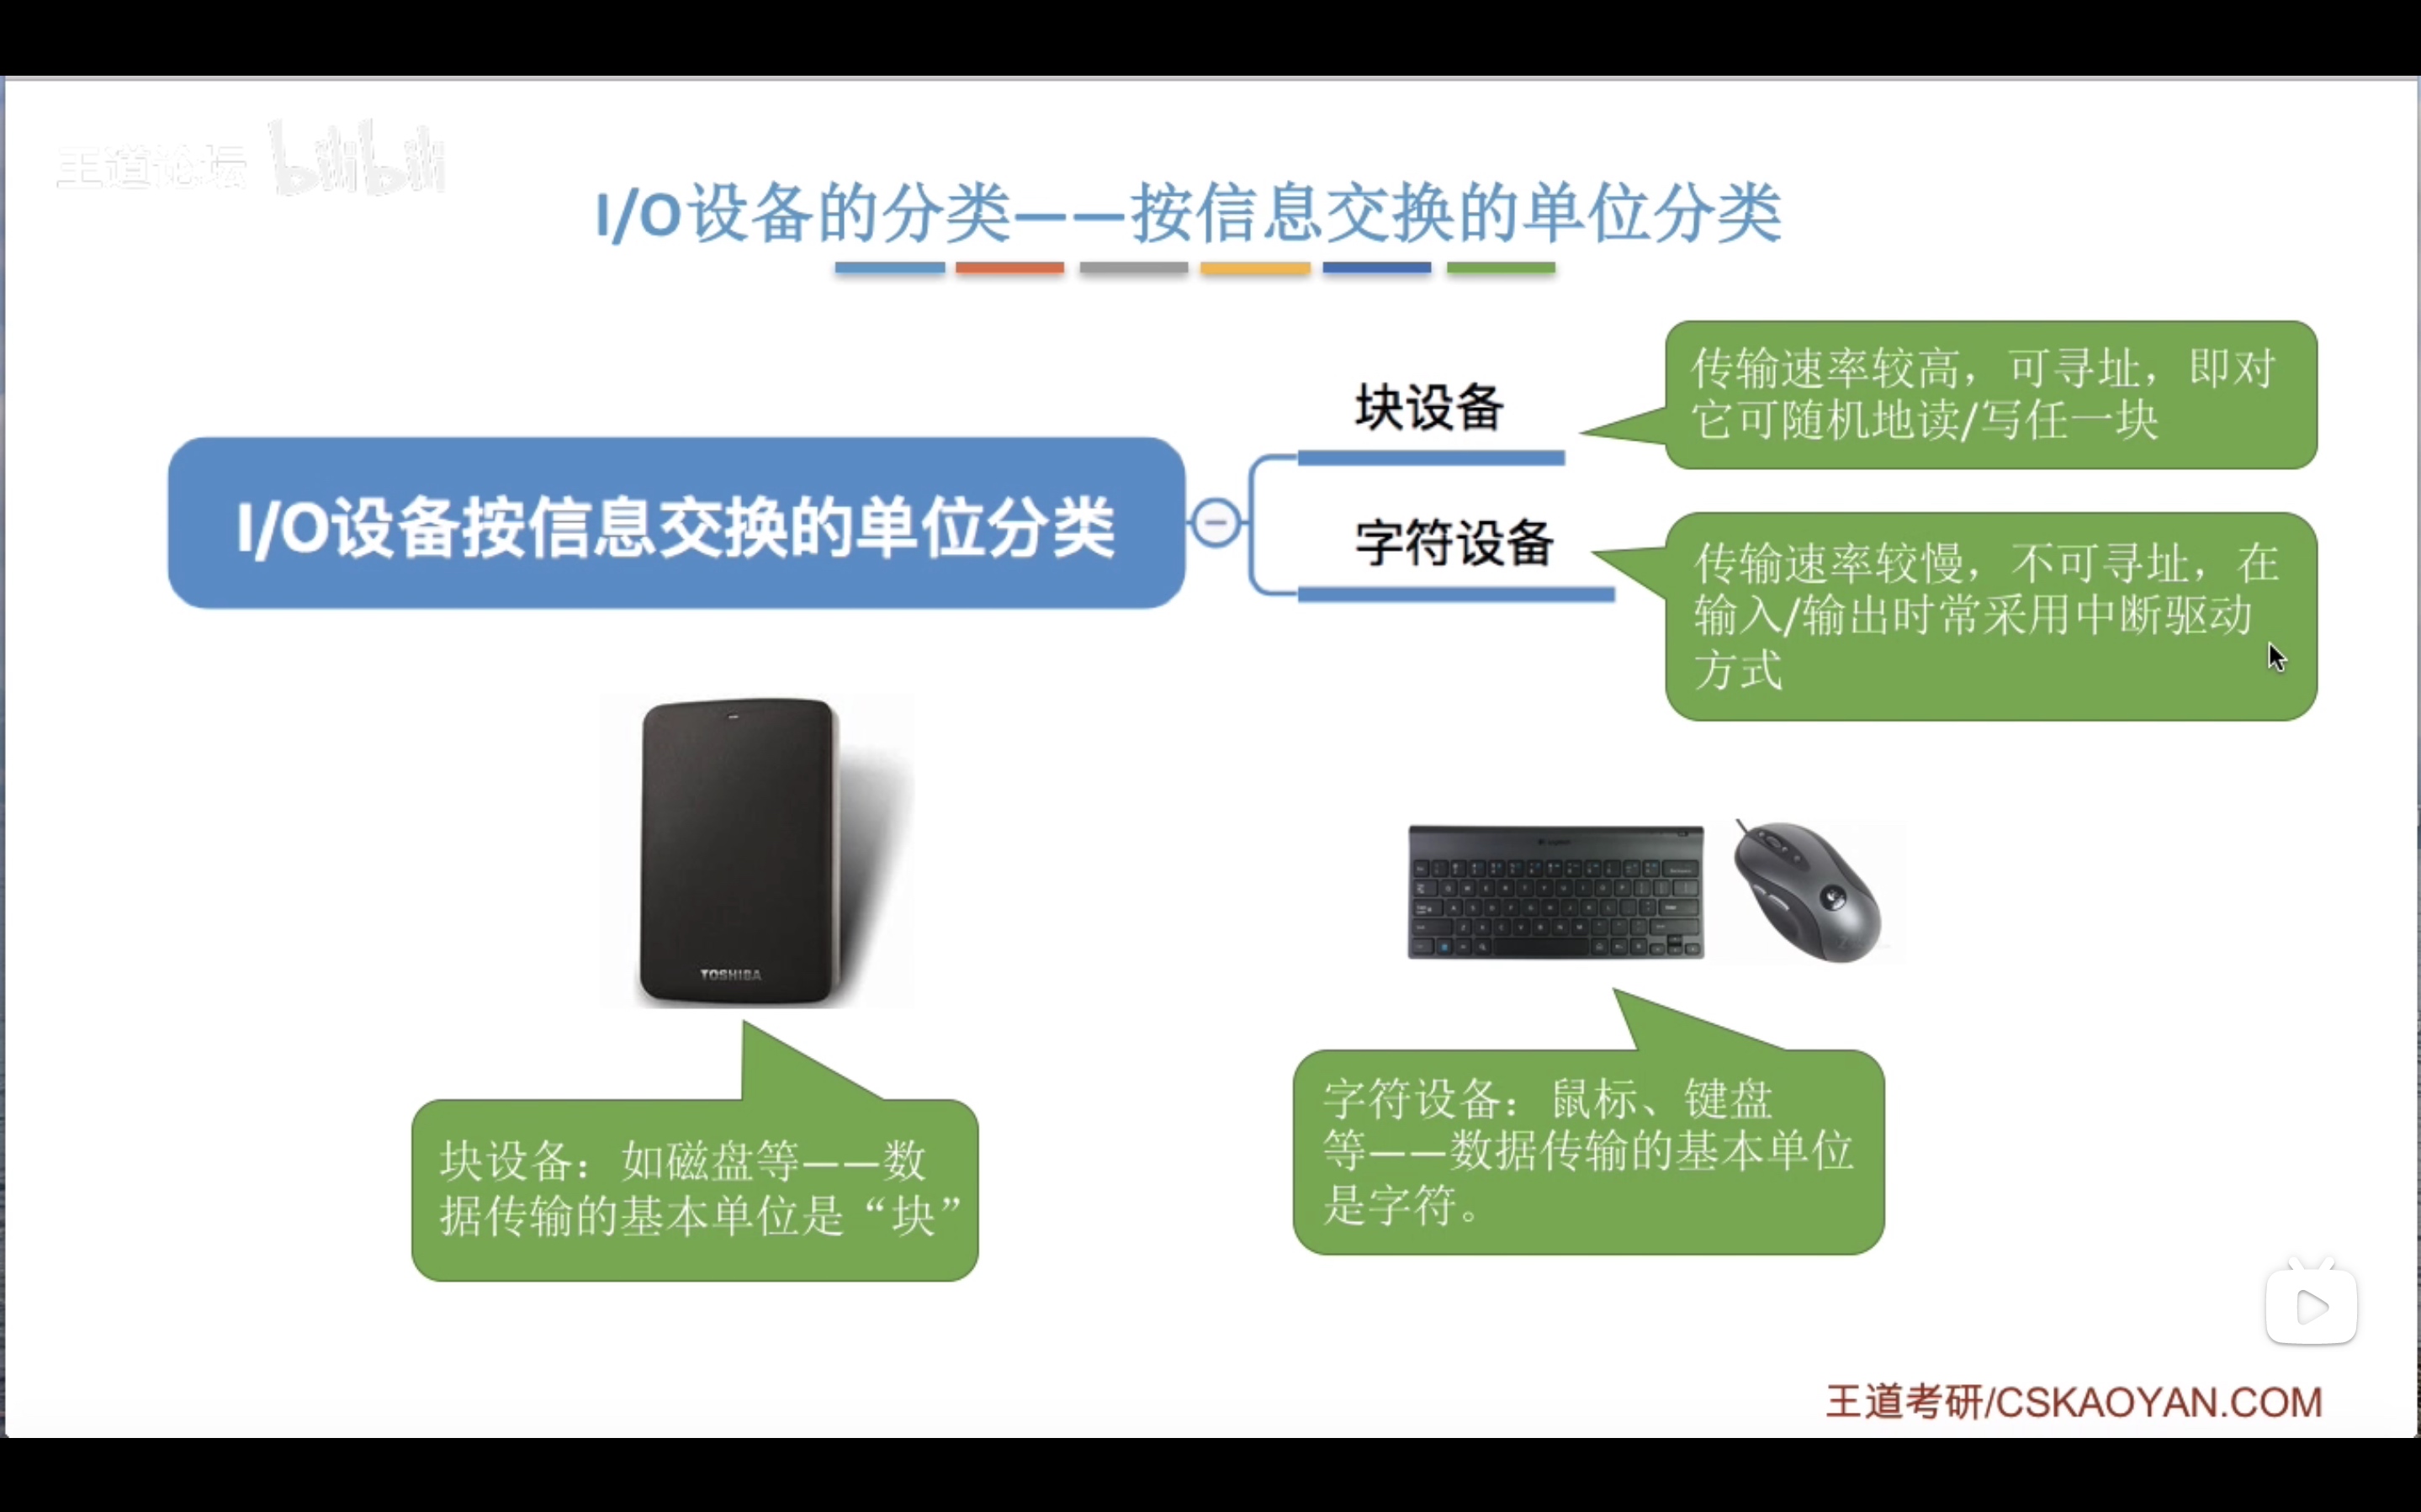 王道论坛 bilibili
I/O设备的分类——按信息交换的单位分类
块设备
传输速率较高，可寻址，即对
它可随机地读/写任一块
I/O设备按信息交换的单位分类
字符设备
传输速率较慢，不可寻址，在
输入/输出时常采用中断驱动
方式
TOSHIBA
块设备：如磁盘等——数
据传输的基本单位是“块”
字符设备：鼠标、键盘
等——数据传输的基本单位
是字符。
王道考研/CSKAOYAN.COM